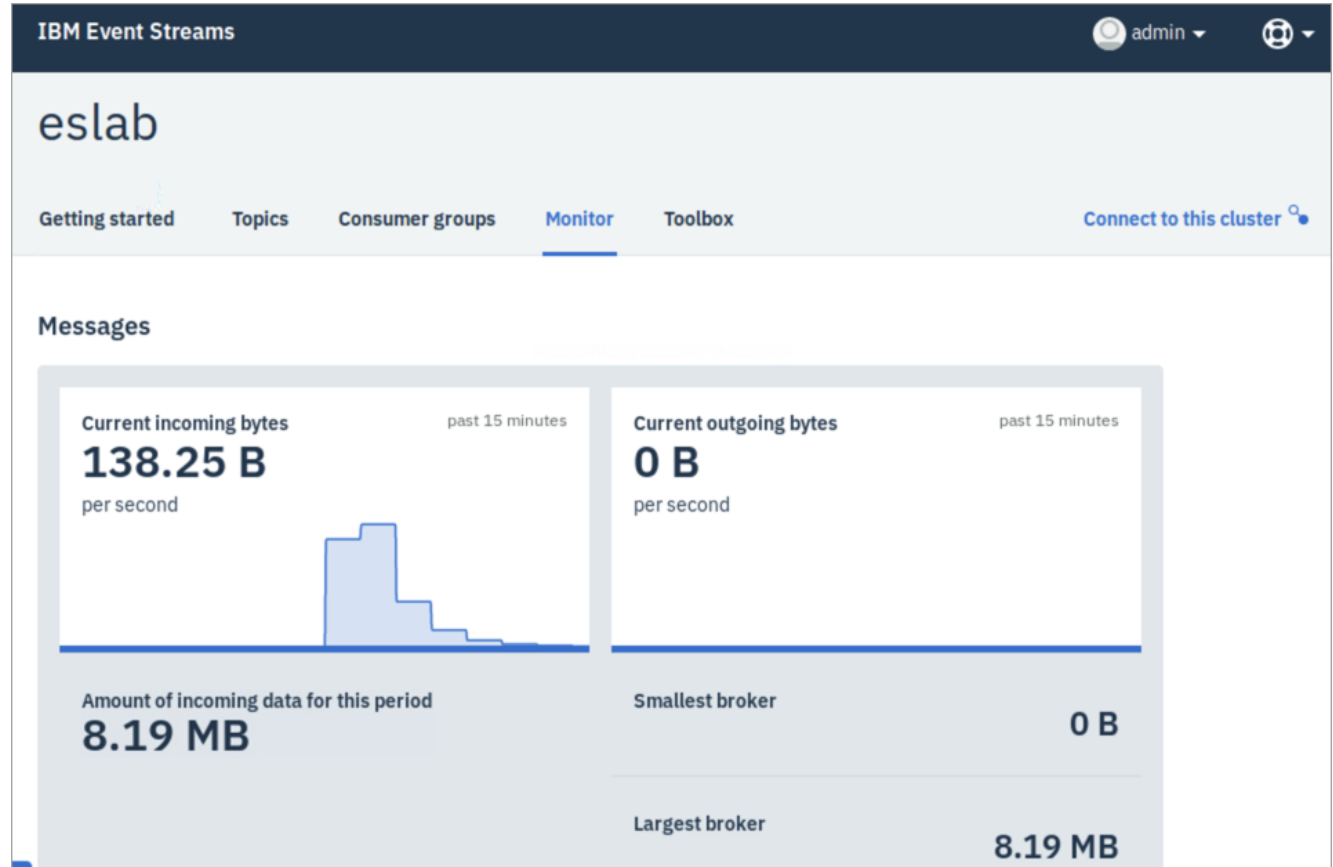 IBM Event Streams
admin
eslab
Getting started Topics Consumer groups Monitor Toolbox Connect to this cluster
Messages
Current incoming bytes past 15 minutes
138.25 B
per second
Current outgoing bytes past 15 minutes
0 B
per second
Amount of incoming data for this period
8.19 MB
Smallest broker
0 B
Largest broker
8.19 MB